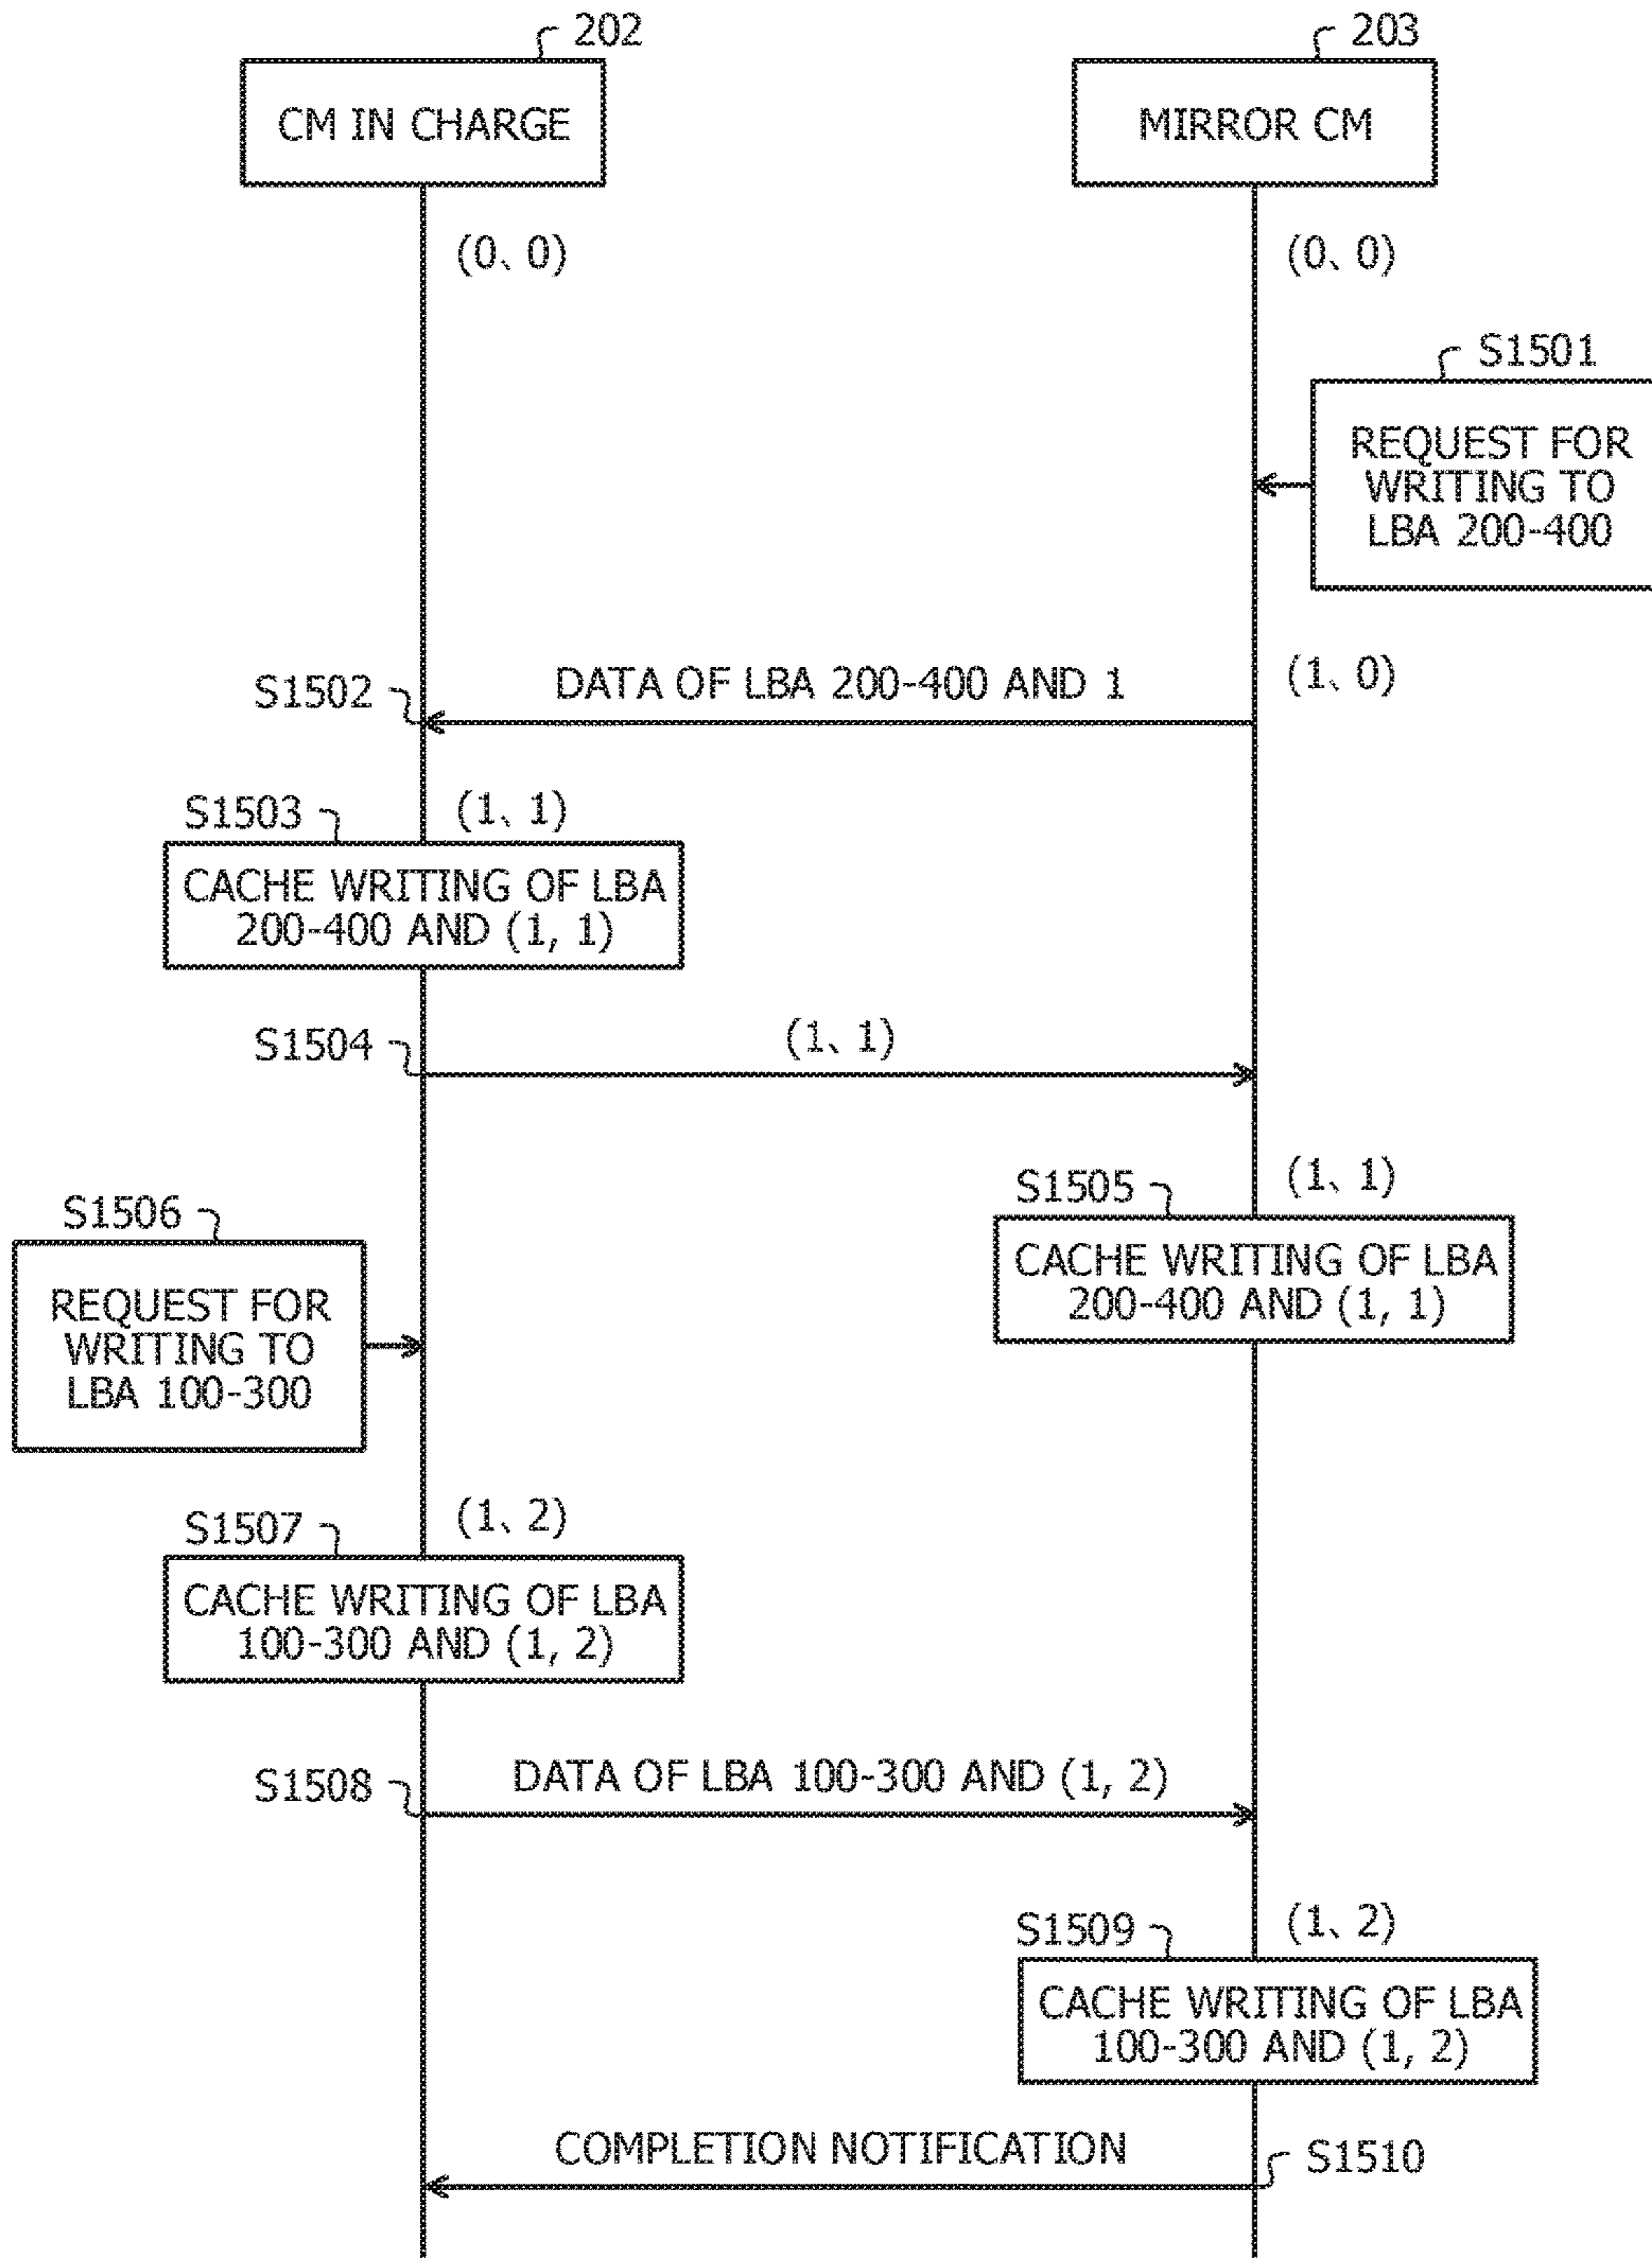 202
203
CM IN CHARGE
MIRROR CM
(0、0)
(0、0)
S1501
REQUEST FOR
WRITING TO
LBA 200-400
S1502
DATA OF LBA 200-400 AND 1
(1、0)
S1503
(1、1)
CACHE WRITING OF LBA
200-400 AND (1, 1)
S1504
(1、1)
S1505
(1、1)
CACHE WRITING OF LBA
200-400 AND (1, 1)
S1506
REQUEST FOR
WRITING TO
LBA 100-300
S1507
(1、2)
CACHE WRITING OF LBA
100-300 AND (1, 2)
S1508
DATA OF LBA 100-300 AND (1, 2)
S1509
(1、2)
CACHE WRITING OF LBA
100-300 AND (1, 2)
COMPLETION NOTIFICATION
S1510